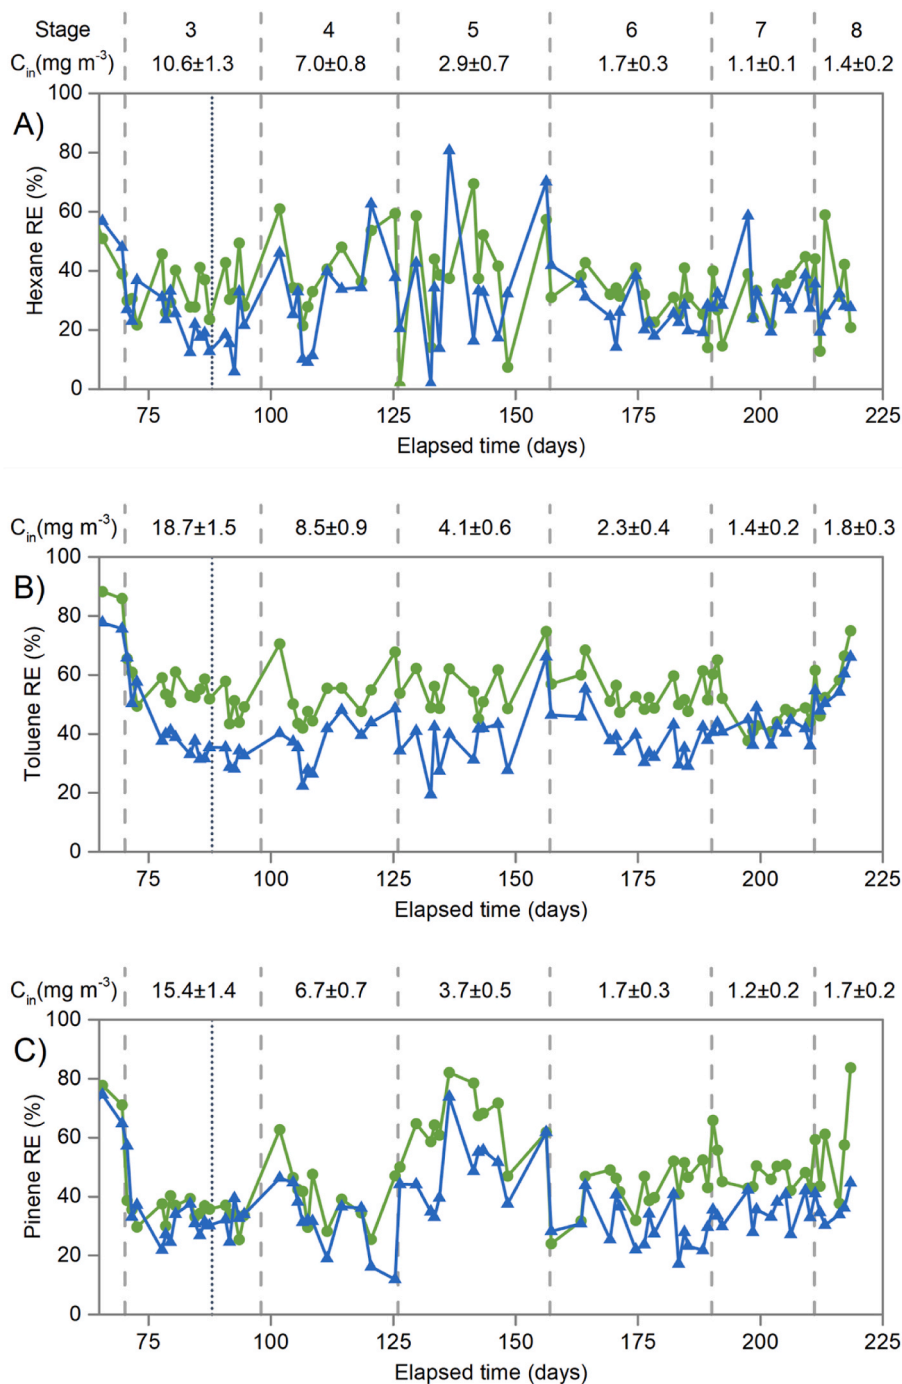 Stage 3 4 5 6 7 8
C_in(mg m^-3) 10.6±1.3 7.0±0.8 2.9±0.7 1.7±0.3 1.1±0.1 1.4±0.2
A)
Hexane RE (%)
100
80
60
40
20
0
75 100 125 150 175 200 225
Elapsed time (days)
C_in(mg m^-3) 18.7±1.5 8.5±0.9 4.1±0.6 2.3±0.4 1.4±0.2 1.8±0.3
B)
Toluene RE (%)
100
80
60
40
20
0
75 100 125 150 175 200 225
Elapsed time (days)
C_in(mg m^-3) 15.4±1.4 6.7±0.7 3.7±0.5 1.7±0.3 1.2±0.2 1.7±0.2
C)
Pinene RE (%)
100
80
60
40
20
0
75 100 125 150 175 200 225
Elapsed time (days)